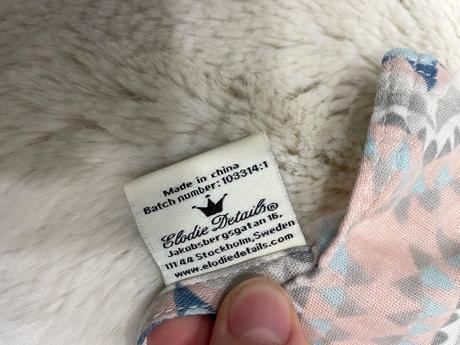 Made in china
Batch number: 103314:1
Elodie Details®
Jakobsbergsgatan 16,
111 44 Stockholm, Sweden
www.elodiedetails.com